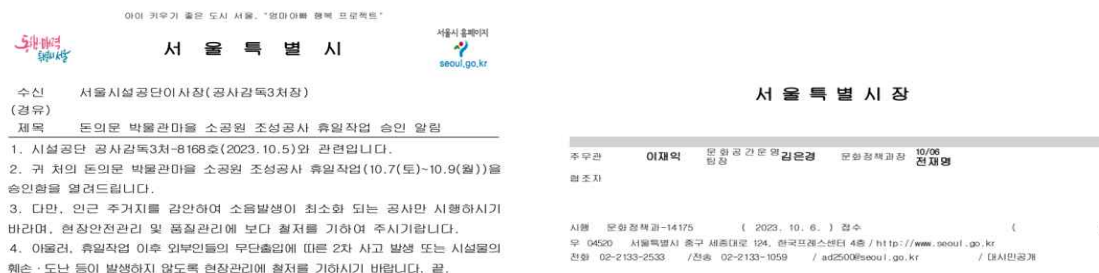 아이 키우기 좋은 도시 서울, "엄마아빠 행복 프로젝트"
동행·매력 특별시 서울
서울특별시
서울시 홈페이지
seoul.go.kr
수신 서울시설공단이사장(공사감독3처장)
(경유)
제목 돈의문 박물관마을 소공원 조성공사 휴일작업 승인 알림
1. 시설공단 공사감독3처-8168호(2023.10.5)와 관련입니다.
2. 귀 처의 돈의문 박물관마을 소공원 조성공사 휴일작업(10.7(토)~10.9(월))을
승인함을 알려드립니다.
3. 다만, 인근 주거지를 감안하여 소음발생이 최소화 되는 공사만 시행하시기
바라며, 현장안전관리 및 품질관리에 보다 철저를 기하여 주시기랍니다.
4. 아울러, 휴일작업 이후 외부인들의 무단출입에 따른 2차 사고 발생 또는 시설물의
훼손·도난 등이 발생하지 않도록 현장관리에 철저를 기하시기 바랍니다. 끝.
서울특별시장
주무관 이재익 문화공간운영팀장 김은경 문화정책과장 10/06 전재명
협조자
시행 문화정책과-14175 ( 2023. 10. 6. ) 접수 (
우 04520 서울특별시 중구 세종대로 124, 한국프레스센터 4층 / http://www.seoul.go.kr
전화 02-2133-2533 /전송 02-2133-1059 / ad2500@seoul.go.kr / 대시민공개